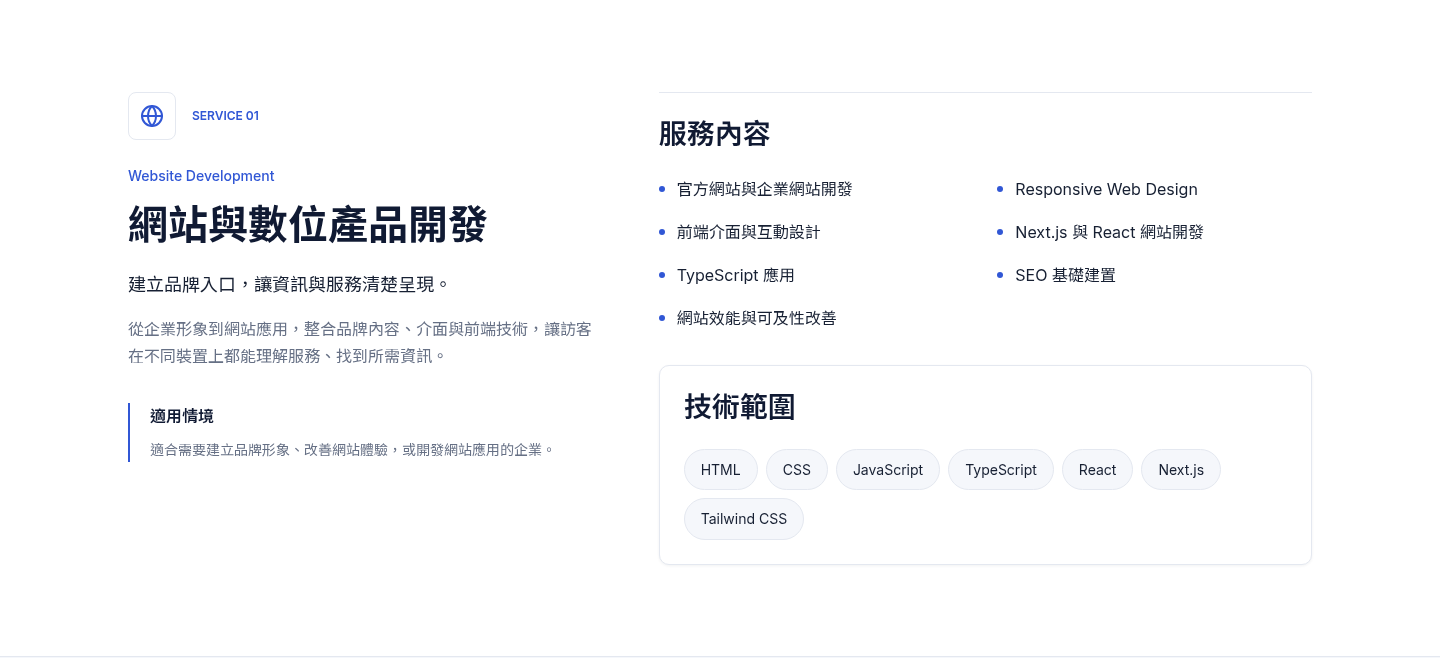 SERVICE 01
Website Development
網站與數位產品開發
建立品牌入口，讓資訊與服務清楚呈現。
從企業形象到網站應用，整合品牌內容、介面與前端技術，讓訪客
在不同裝置上都能理解服務、找到所需資訊。
適用情境
適合需要建立品牌形象、改善網站體驗，或開發網站應用的企業。
服務內容
官方網站與企業網站開發
Responsive Web Design
前端介面與互動設計
Next.js 與 React 網站開發
TypeScript 應用
SEO 基礎建置
網站效能與可及性改善
技術範圍
HTML CSS JavaScript TypeScript React Next.js
Tailwind CSS